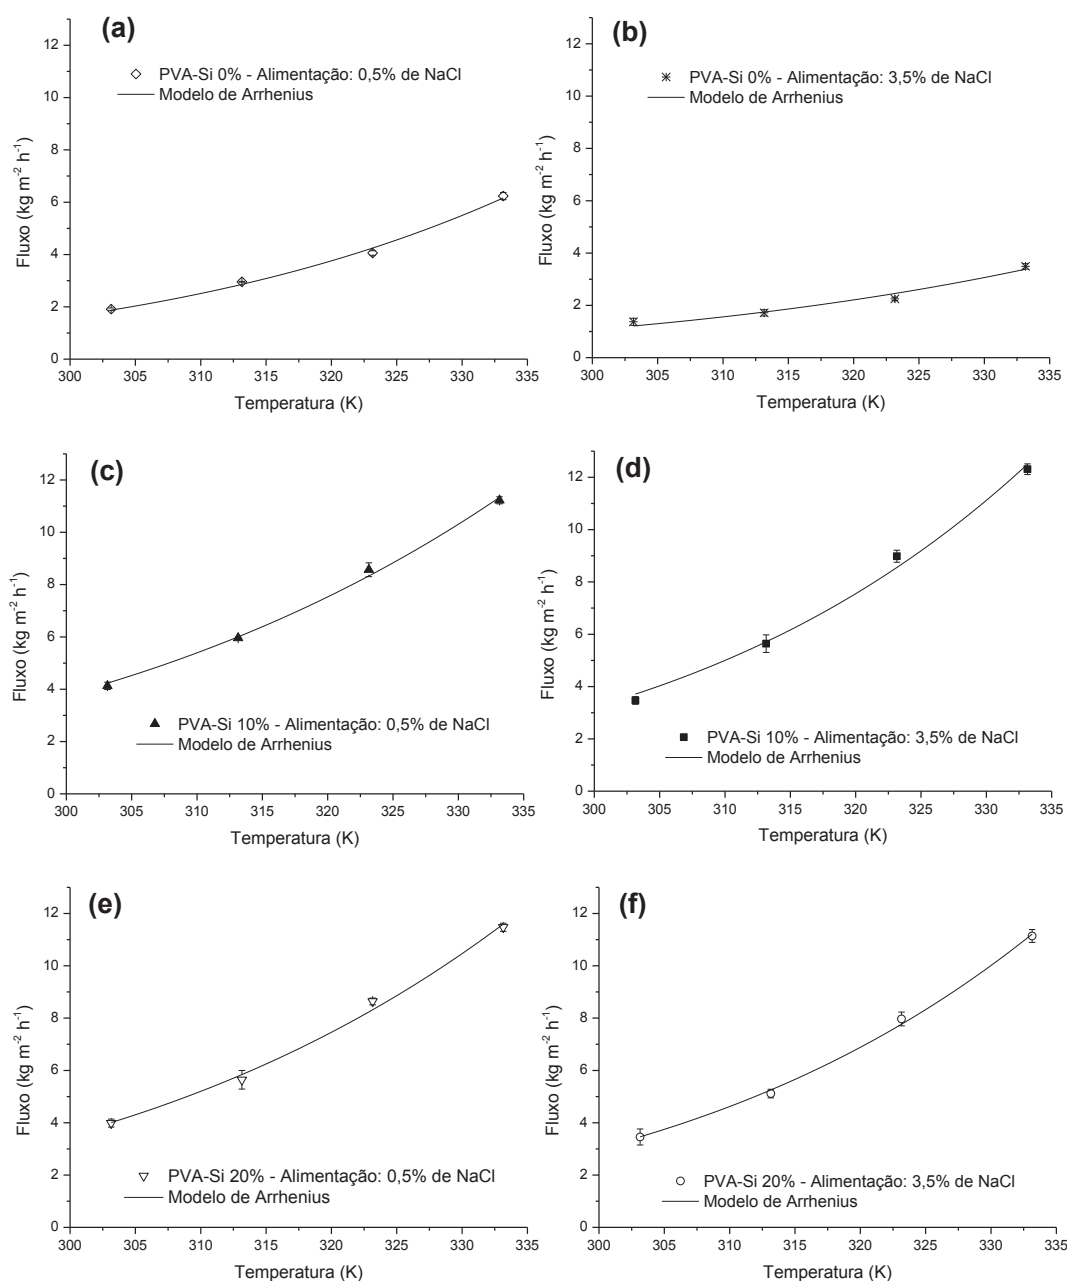 (a)
PVA-Si 0% - Alimentação: 0,5% de NaCl
Modelo de Arrhenius
12
10
8
6
4
2
0
Fluxo (kg m-2 h-1)
300 305 310 315 320 325 330 335
Temperatura (K)
(b)
PVA-Si 0% - Alimentação: 3,5% de NaCl
Modelo de Arrhenius
12
10
8
6
4
2
0
Fluxo (kg m-2 h-1)
300 305 310 315 320 325 330 335
Temperatura (K)
(c)
12
10
8
6
4
2
0
Fluxo (kg m-2 h-1)
PVA-Si 10% - Alimentação: 0,5% de NaCl
Modelo de Arrhenius
300 305 310 315 320 325 330 335
Temperatura (K)
(d)
12
10
8
6
4
2
0
Fluxo (kg m-2 h-1)
PVA-Si 10% - Alimentação: 3,5% de NaCl
Modelo de Arrhenius
300 305 310 315 320 325 330 335
Temperatura (K)
(e)
12
10
8
6
4
2
0
Fluxo (kg m-2 h-1)
PVA-Si 20% - Alimentação: 0,5% de NaCl
Modelo de Arrhenius
300 305 310 315 320 325 330 335
Temperatura (K)
(f)
12
10
8
6
4
2
0
Fluxo (kg m-2 h-1)
PVA-Si 20% - Alimentação: 3,5% de NaCl
Modelo de Arrhenius
300 305 310 315 320 325 330 335
Temperatura (K)